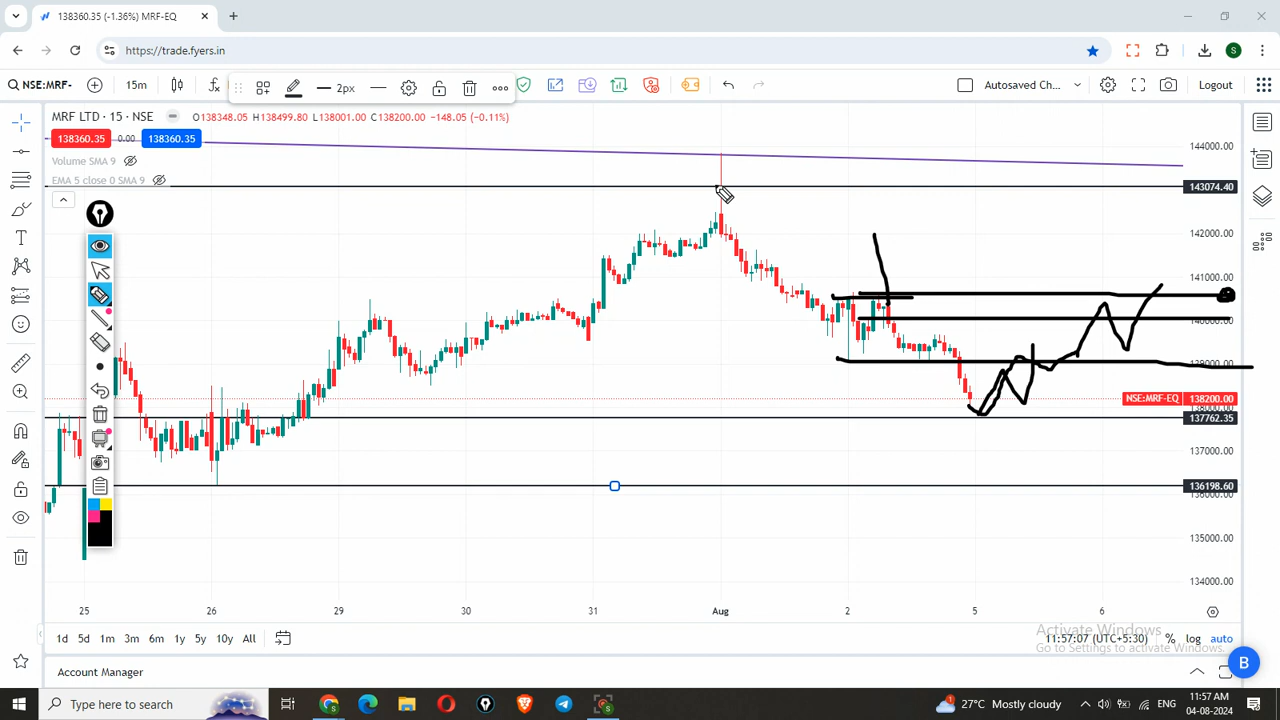 138360.35 (-1.36%) MRF-EQ
https://trade.fyers.in
S
NSE:MRF-
15m
2px
Autosaved Ch...
Logout
MRF LTD · 15 · NSE
O138348.05 H138499.80 L138001.00 C138200.00 -148.05 (-0.11%)
138360.35 0.00 138360.35
Volume SMA 9
EMA 5 close 0 SMA 9
144000.00
143074.40
142000.00
141000.00
140000.00
139000.00
NSE:MRF-EQ 138200.00
138000.00
137762.35
137000.00
136198.60
136000.00
135000.00
134000.00
25 26 29 30 31 Aug 2 5 6
1d 5d 1m 3m 6m 1y 5y 10y All
11:57:07 (UTC+5:30) % log auto
Activate Windows
Go to Settings to activate Windows.
Account Manager
B
Type here to search
27°C Mostly cloudy
ENG
11:57 AM
04-08-2024